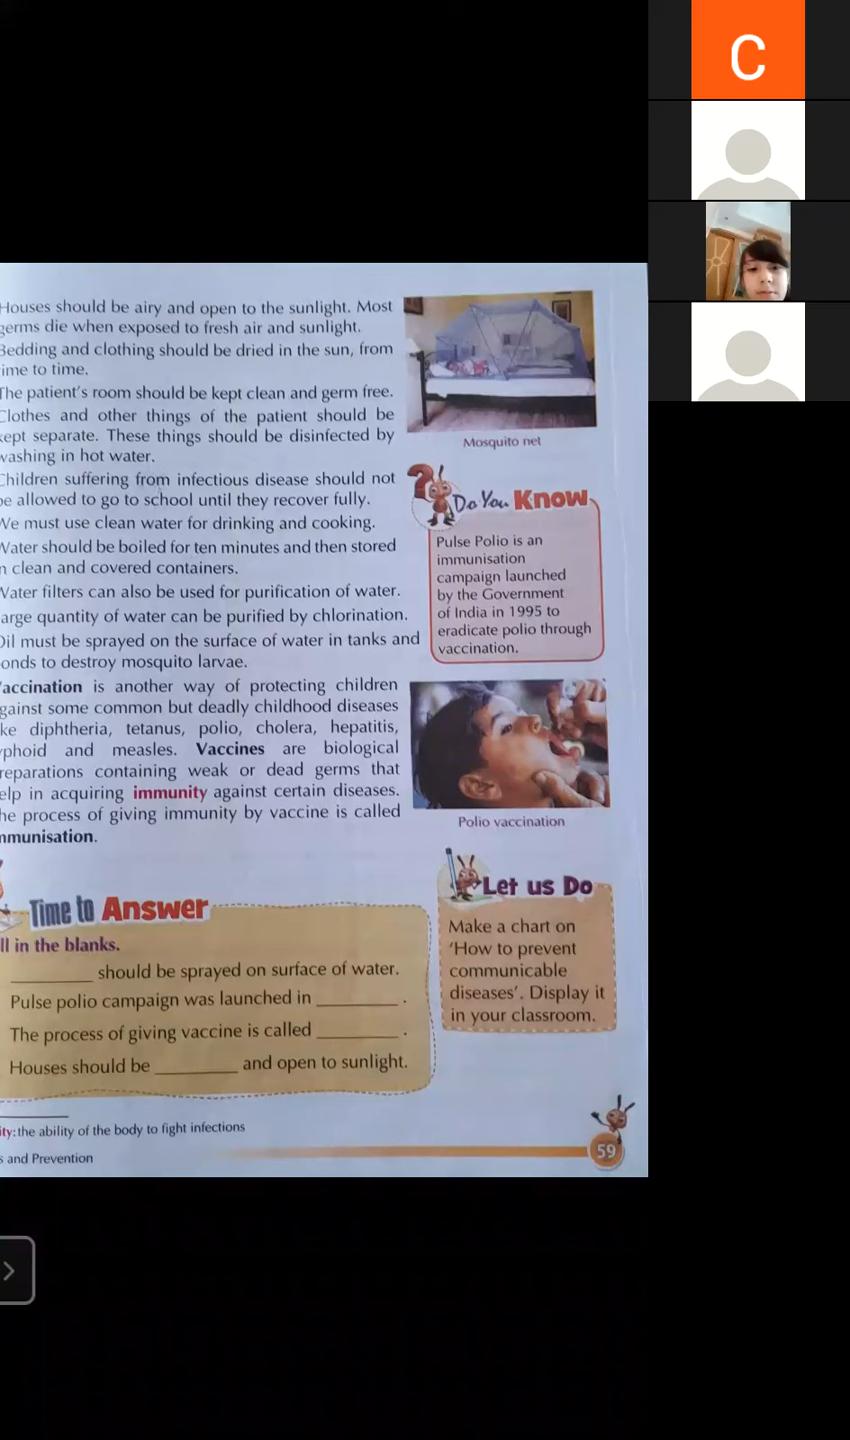 C
Houses should be airy and open to the sunlight. Most
germs die when exposed to fresh air and sunlight.
Bedding and clothing should be dried in the sun, from
ime to time.
The patient's room should be kept clean and germ free.
Clothes and other things of the patient should be
kept separate. These things should be disinfected by
washing in hot water.
Children suffering from infectious disease should not
be allowed to go to school until they recover fully.
We must use clean water for drinking and cooking.
Water should be boiled for ten minutes and then stored
n clean and covered containers.
Water filters can also be used for purification of water.
arge quantity of water can be purified by chlorination.
Oil must be sprayed on the surface of water in tanks and
onds to destroy mosquito larvae.
accination is another way of protecting children
gainst some common but deadly childhood diseases
ke diphtheria, tetanus, polio, cholera, hepatitis,
yphoid and measles. Vaccines are biological
reparations containing weak or dead germs that
elp in acquiring immunity against certain diseases.
he process of giving immunity by vaccine is called
mmunisation.
Mosquito net
Do You Know
Pulse Polio is an
immunisation
campaign launched
by the Government
of India in 1995 to
eradicate polio through
vaccination.
Polio vaccination
Time to Answer
ll in the blanks.
________ should be sprayed on surface of water.
Pulse polio campaign was launched in ________ .
The process of giving vaccine is called ________ .
Houses should be ________ and open to sunlight.
Let us Do
Make a chart on
'How to prevent
communicable
diseases'. Display it
in your classroom.
ity: the ability of the body to fight infections
s and Prevention
59